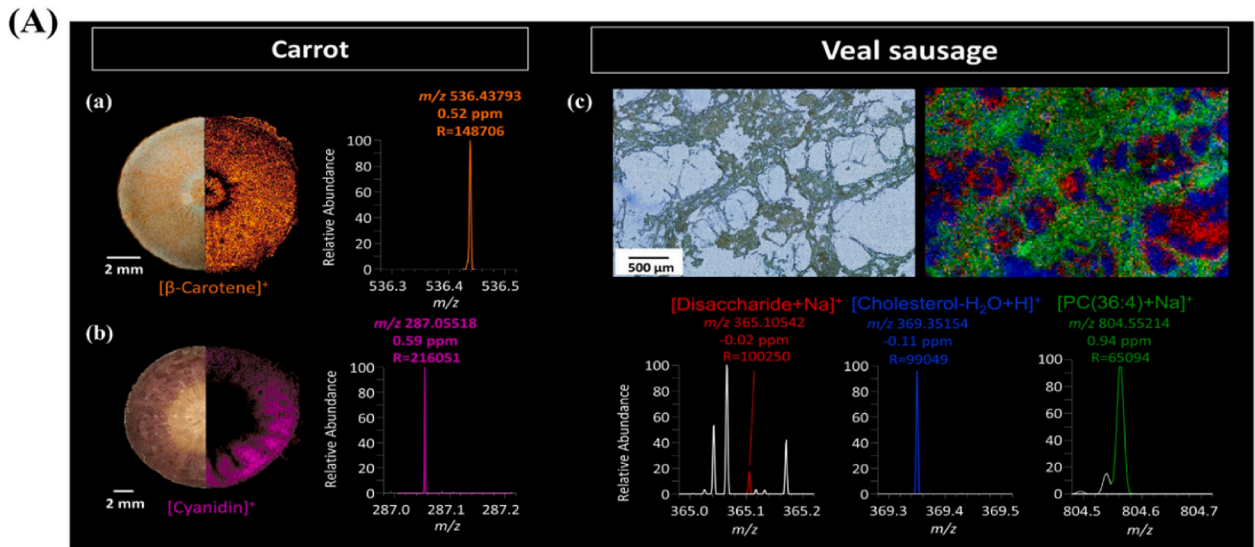 (A)
Carrot
Veal sausage
(a)
m/z 536.43793
0.52 ppm
R=148706
Relative Abundance
100
80
60
40
20
0
536.3 536.4 536.5
m/z
2 mm
[β-Carotene]⁺
(b)
m/z 287.05518
0.59 ppm
R=216051
Relative Abundance
100
80
60
40
20
0
287.0 287.1 287.2
m/z
2 mm
[Cyanidin]⁺
(c)
500 µm
[Disaccharide+Na]⁺
m/z 365.10542
-0.02 ppm
R=100250
Relative Abundance
100
80
60
40
20
0
365.0 365.1 365.2
m/z
[Cholesterol-H₂O+H]⁺
m/z 369.35154
-0.11 ppm
R=99049
100
80
60
40
20
0
369.3 369.4 369.5
m/z
[PC(36:4)+Na]⁺
m/z 804.55214
0.94 ppm
R=65094
100
80
60
40
20
0
804.5 804.6 804.7
m/z